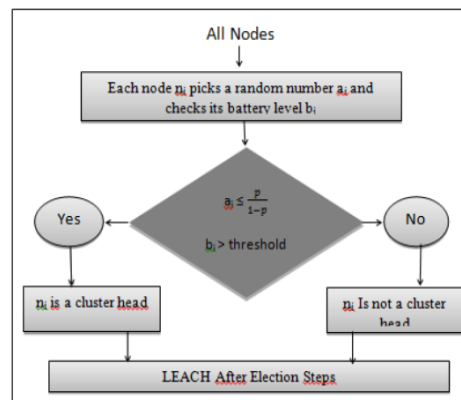 All Nodes
Each node nᵢ picks a random number aᵢ and
checks its battery level bᵢ
aᵢ ≤ p/(1−p)
bᵢ > threshold
Yes
No
nᵢ is a cluster head
nᵢ Is not a cluster
head
LEACH After Election Steps